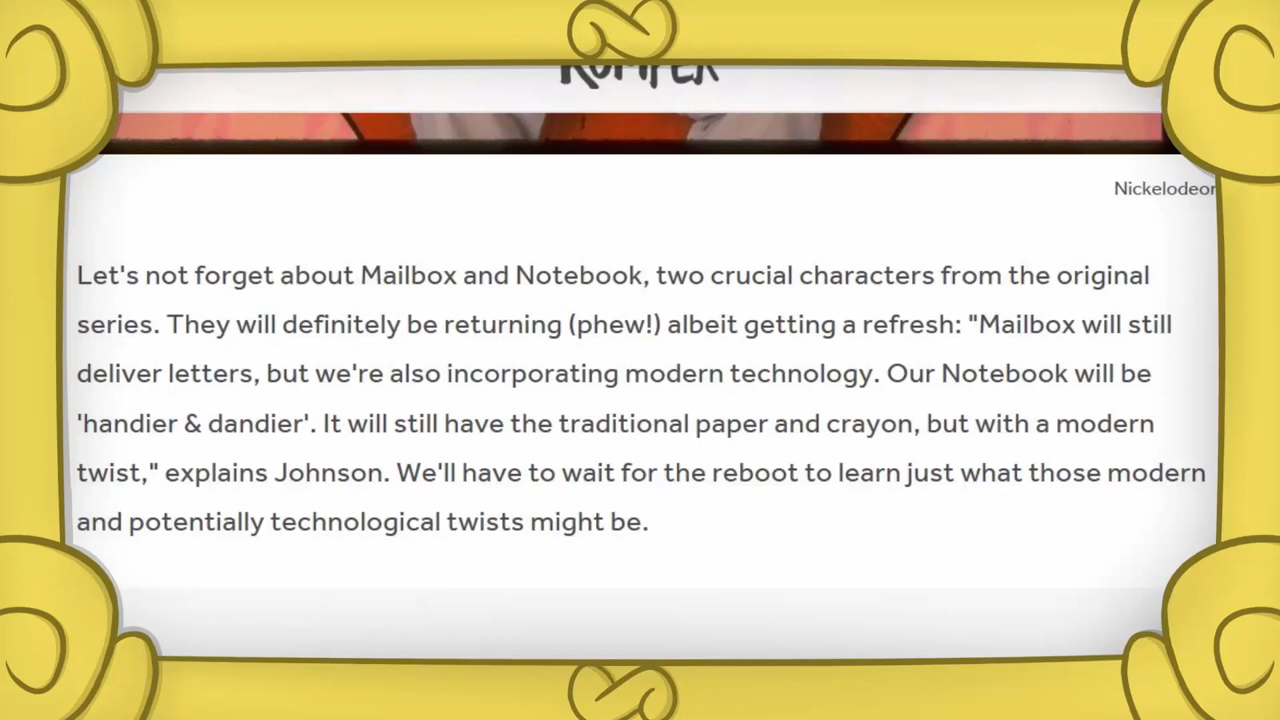 ROMPER
Nickelodeon
Let's not forget about Mailbox and Notebook, two crucial characters from the original
series. They will definitely be returning (phew!) albeit getting a refresh: "Mailbox will still
deliver letters, but we're also incorporating modern technology. Our Notebook will be
'handier & dandier'. It will still have the traditional paper and crayon, but with a modern
twist," explains Johnson. We'll have to wait for the reboot to learn just what those modern
and potentially technological twists might be.